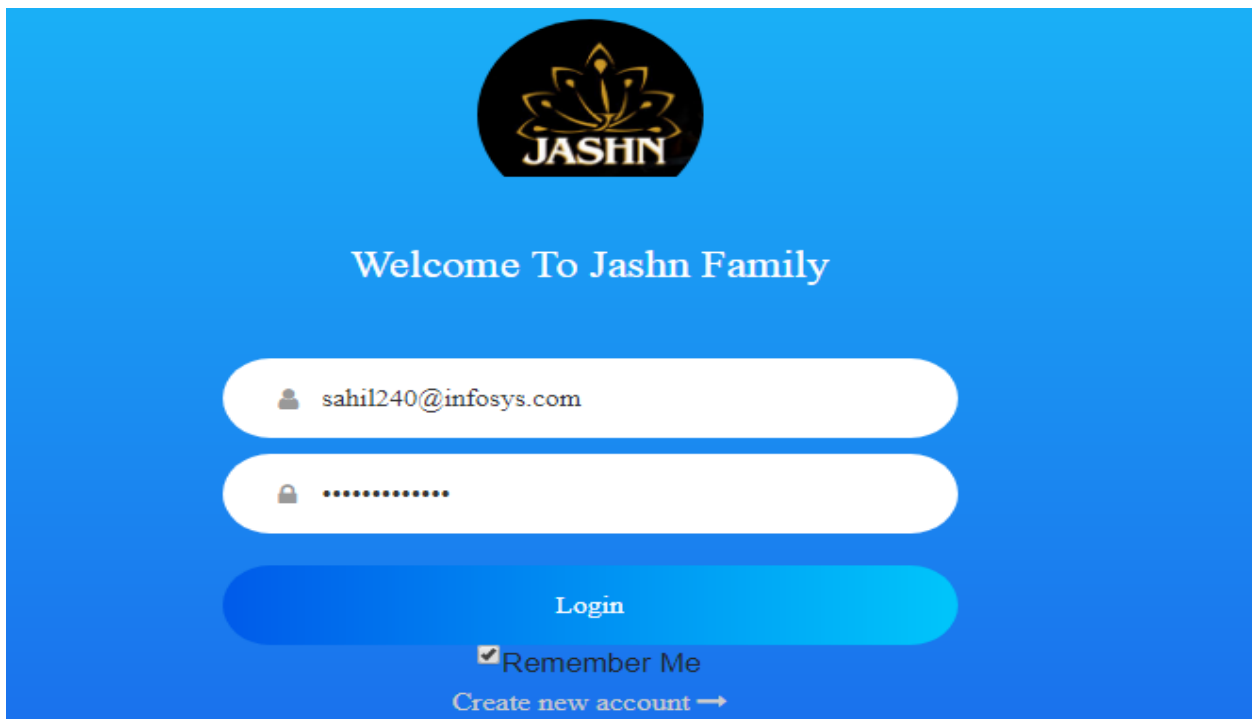 JASHN
Welcome To Jashn Family
sahil240@infosys.com
•••••••••••••
Login
Remember Me
Create new account →